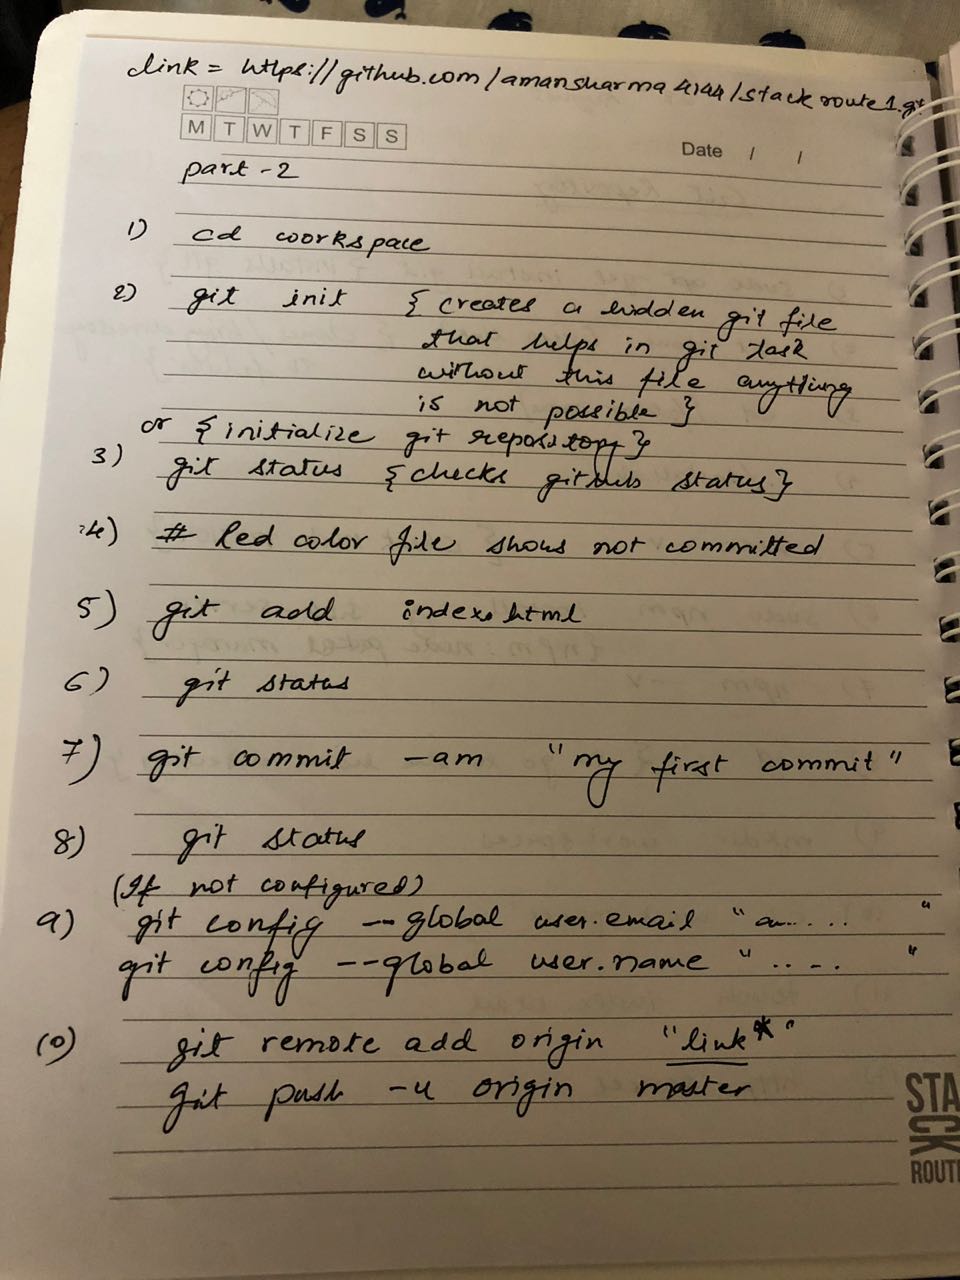 link = https://github.com/amansharma4144/stackroute1.git
M T W T F S S
Date / /
part - 2
1) cd workspace
2) git init { creates a hidden git file
that helps in git task
without this file anything
is not possible }
or { initialize git repository }
3) git status { checks github status }
4) # Red color file shows not committed
5) git add index.html
6) git status
7) git commit -am "my first commit"
8) git status
(If not configured)
9) git config --global user.email "a..... "
git config --global user.name "..... "
10) git remote add origin "link*"
git push -u origin master
STA
CK
ROUT